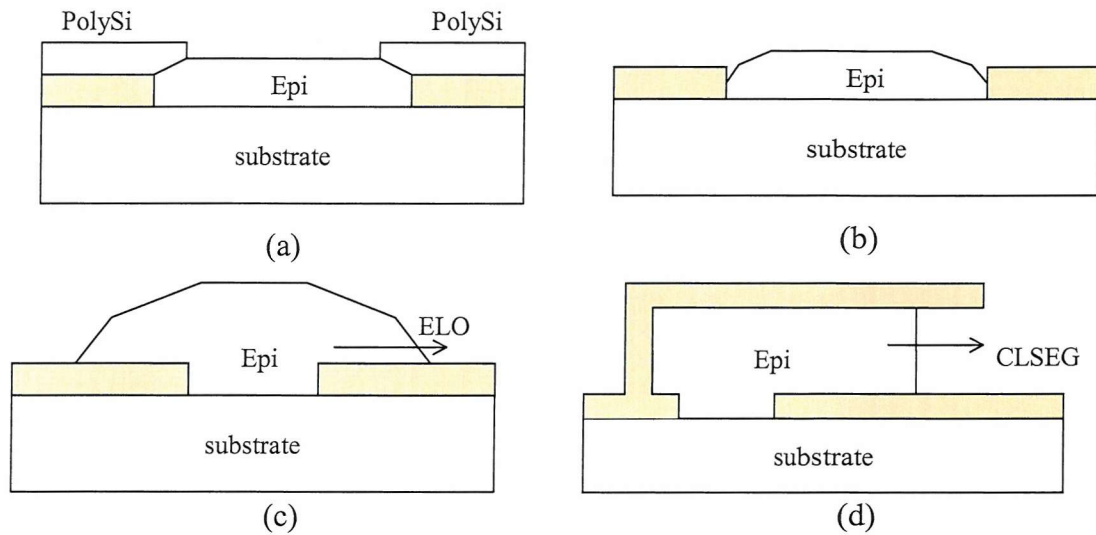 PolySi PolySi
Epi
substrate
(a)
Epi
substrate
(b)
ELO
Epi
substrate
(c)
Epi
CLSEG
substrate
(d)